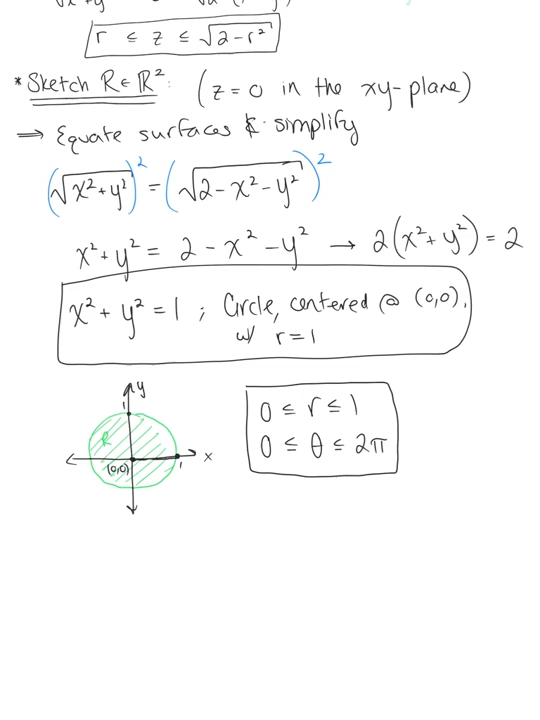 r ≤ z ≤ √2-r²
* Sketch R∈ℝ²: (z=0 in the xy-plane)
⇒ Equate surfaces & simplify
(√x²+y²)² = (√2-x²-y²)²
x²+y² = 2-x²-y² → 2(x²+y²)=2
x²+y²=1 ; Circle, centered @ (0,0),
w/ r=1
y
1
R
(0,0)
1
x
0 ≤ r ≤ 1
0 ≤ θ ≤ 2π